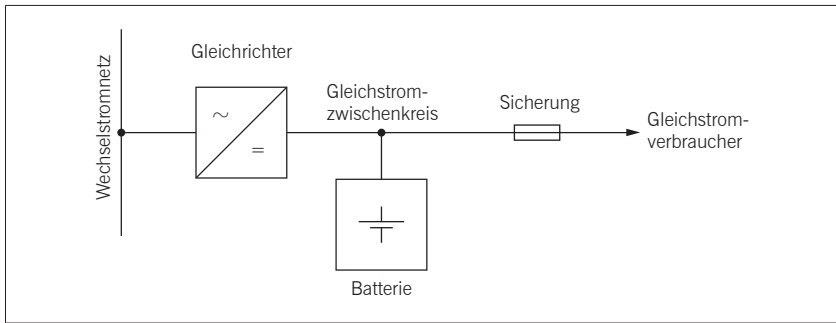 Gleichrichter
Wechselstromnetz
~
=
Gleichstrom-
zwischenkreis
Sicherung
Gleichstrom-
verbraucher
Batterie